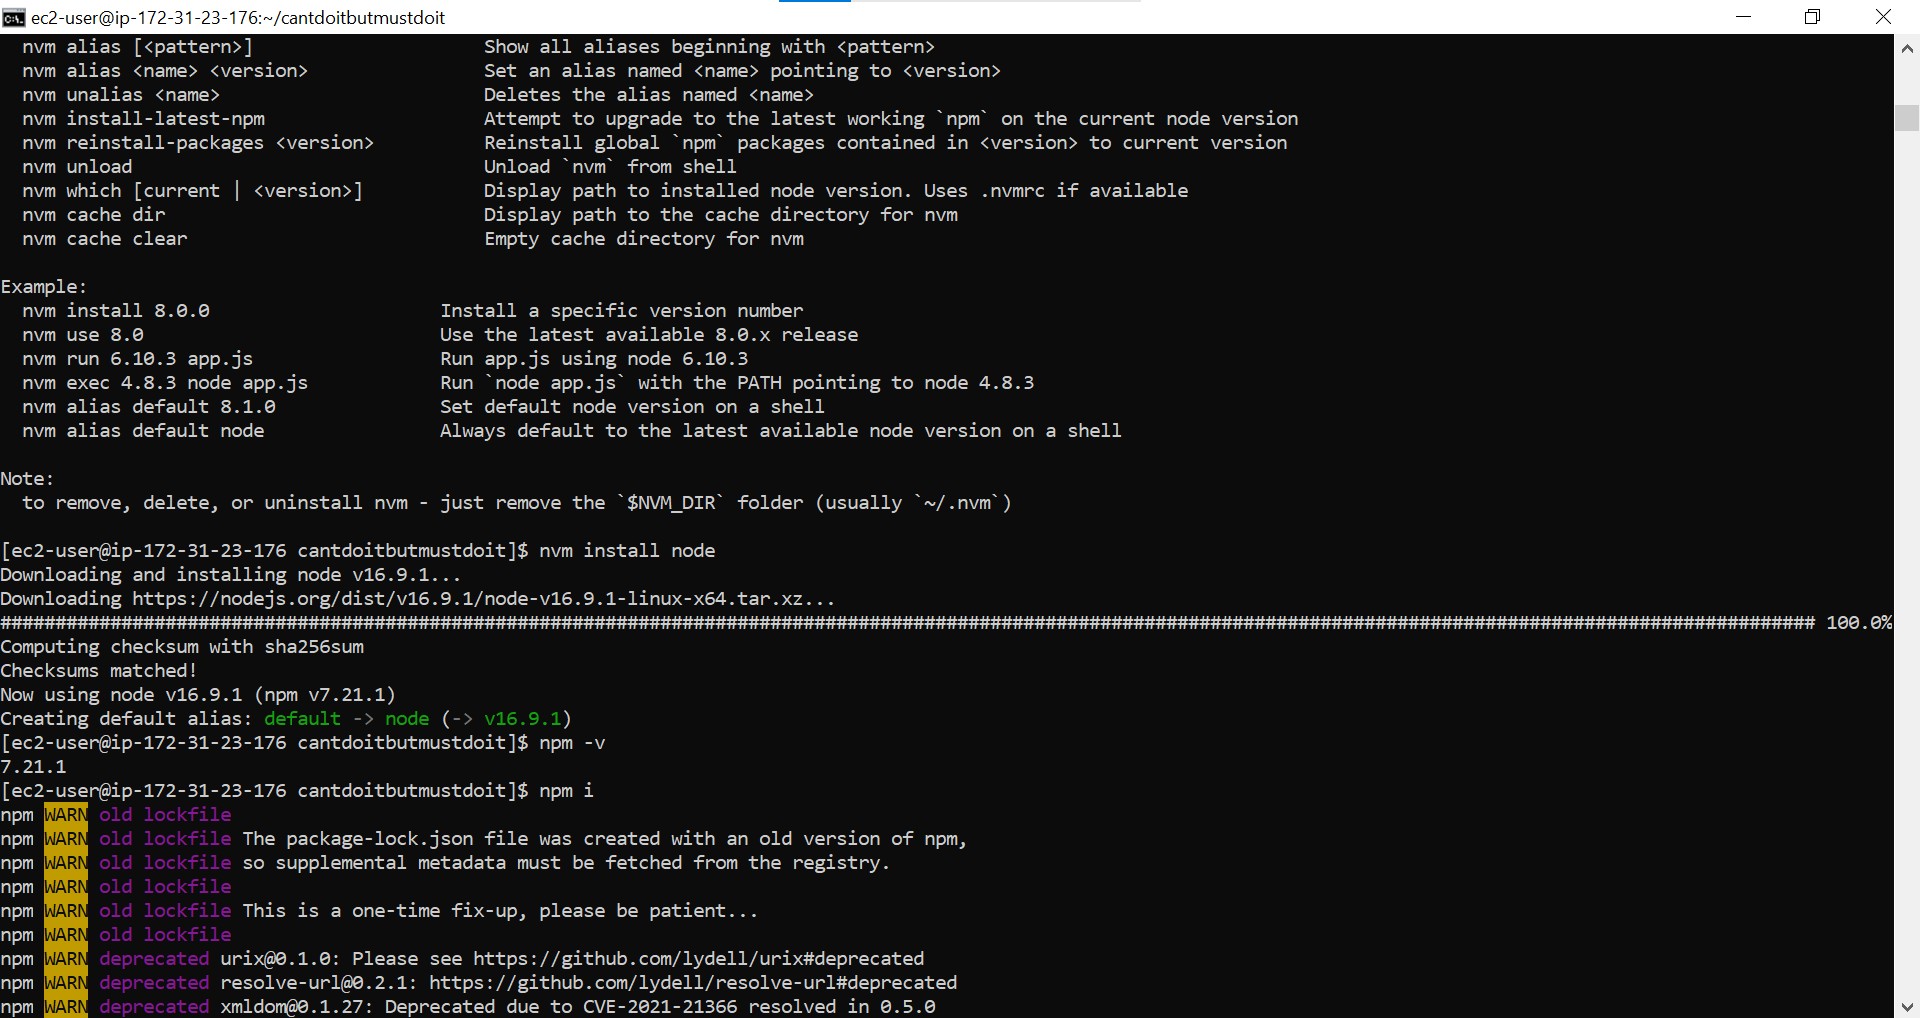 ec2-user@ip-172-31-23-176:~/cantdoitbutmustdoit
nvm alias [<pattern>] Show all aliases beginning with <pattern>
nvm alias <name> <version> Set an alias named <name> pointing to <version>
nvm unalias <name> Deletes the alias named <name>
nvm install-latest-npm Attempt to upgrade to the latest working `npm` on the current node version
nvm reinstall-packages <version> Reinstall global `npm` packages contained in <version> to current version
nvm unload Unload `nvm` from shell
nvm which [current | <version>] Display path to installed node version. Uses .nvmrc if available
nvm cache dir Display path to the cache directory for nvm
nvm cache clear Empty cache directory for nvm
Example:
nvm install 8.0.0 Install a specific version number
nvm use 8.0 Use the latest available 8.0.x release
nvm run 6.10.3 app.js Run app.js using node 6.10.3
nvm exec 4.8.3 node app.js Run `node app.js` with the PATH pointing to node 4.8.3
nvm alias default 8.1.0 Set default node version on a shell
nvm alias default node Always default to the latest available node version on a shell
Note:
to remove, delete, or uninstall nvm - just remove the `$NVM_DIR` folder (usually `~/.nvm`)
[ec2-user@ip-172-31-23-176 cantdoitbutmustdoit]$ nvm install node
Downloading and installing node v16.9.1...
Downloading https://nodejs.org/dist/v16.9.1/node-v16.9.1-linux-x64.tar.xz...
##################################################################################################################################################################### 100.0%
Computing checksum with sha256sum
Checksums matched!
Now using node v16.9.1 (npm v7.21.1)
Creating default alias: default -> node (-> v16.9.1)
[ec2-user@ip-172-31-23-176 cantdoitbutmustdoit]$ npm -v
7.21.1
[ec2-user@ip-172-31-23-176 cantdoitbutmustdoit]$ npm i
npm WARN old lockfile
npm WARN old lockfile The package-lock.json file was created with an old version of npm,
npm WARN old lockfile so supplemental metadata must be fetched from the registry.
npm WARN old lockfile
npm WARN old lockfile This is a one-time fix-up, please be patient...
npm WARN old lockfile
npm WARN deprecated urix@0.1.0: Please see https://github.com/lydell/urix#deprecated
npm WARN deprecated resolve-url@0.2.1: https://github.com/lydell/resolve-url#deprecated
npm WARN deprecated xmldom@0.1.27: Deprecated due to CVE-2021-21366 resolved in 0.5.0